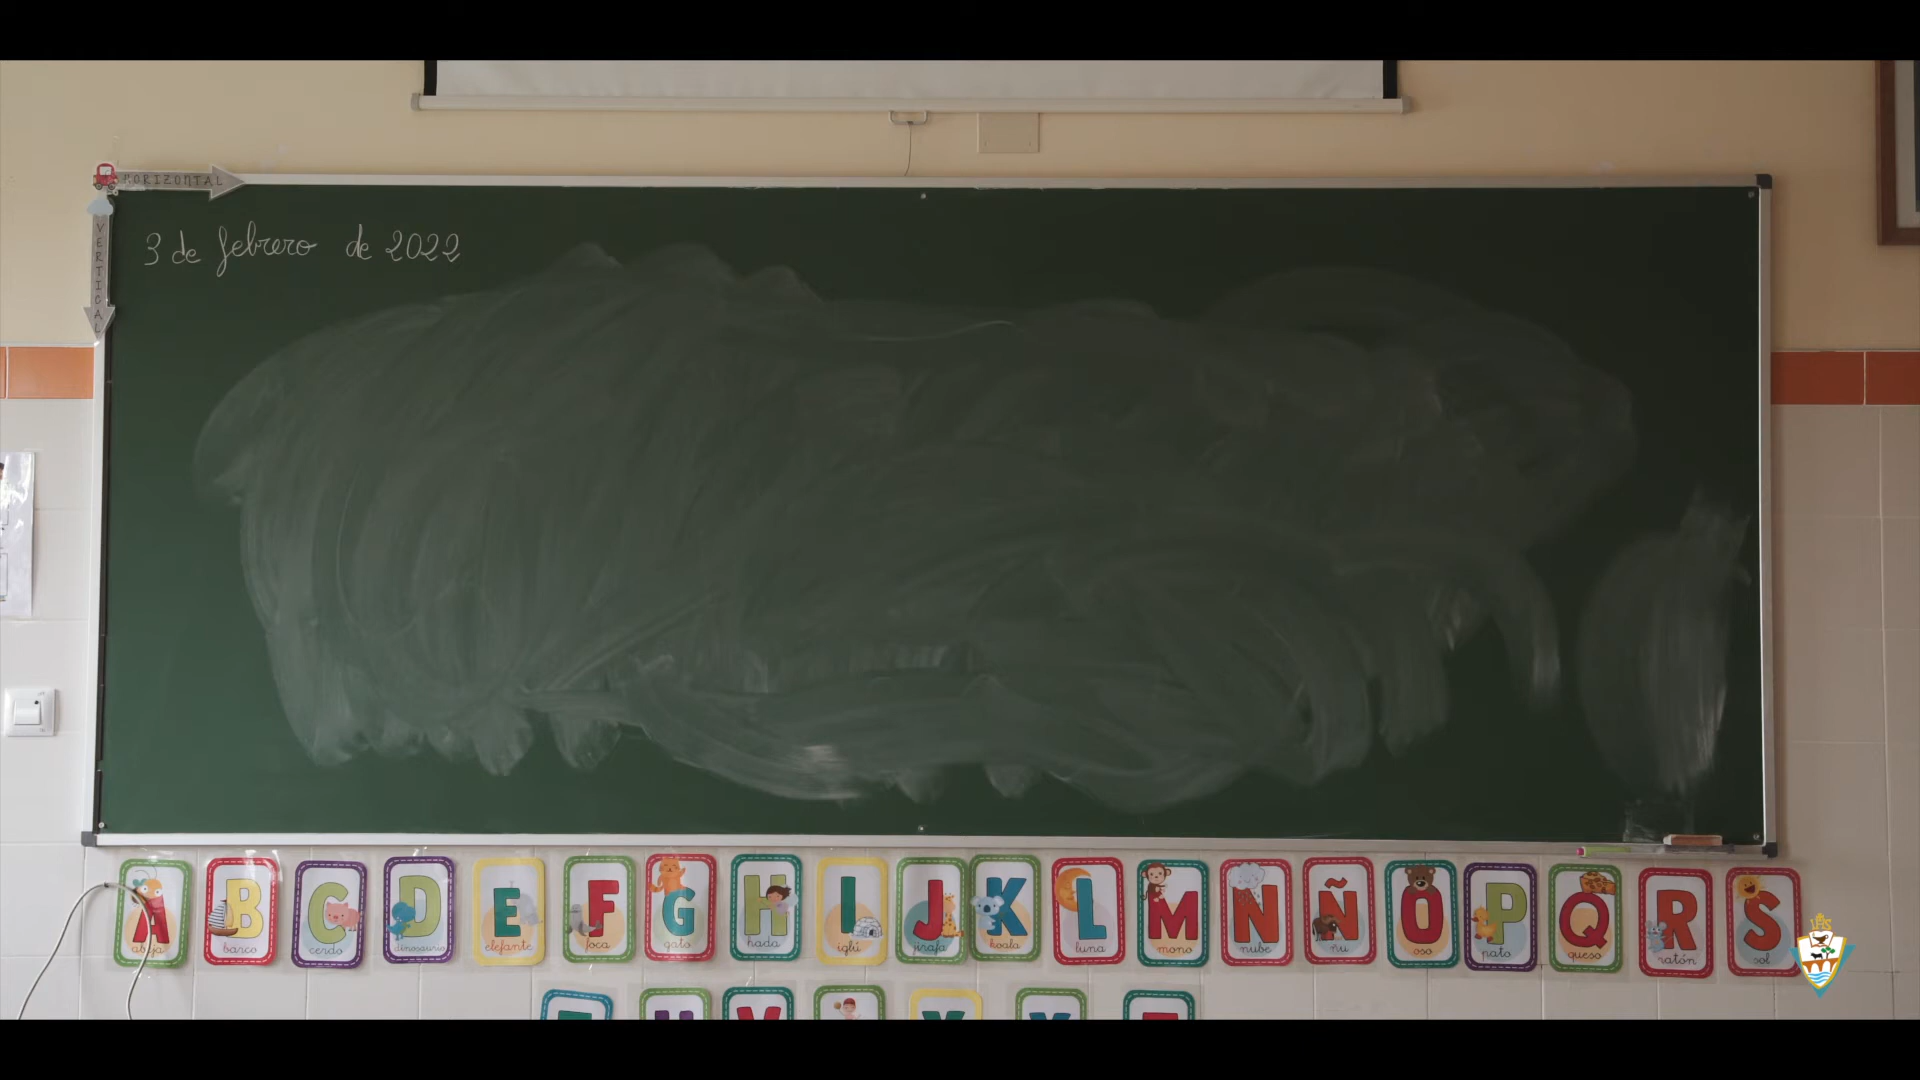 HORIZONTAL
VERTICAL
3 de febrero de 2022
A
abeja
B
barco
C
cerdo
D
dinosaurio
E
elefante
F
foca
G
gato
H
hada
I
iglú
J
jirafa
K
koala
L
luna
M
mono
N
nube
Ñ
ñu
O
oso
P
pato
Q
queso
R
ratón
S
sol